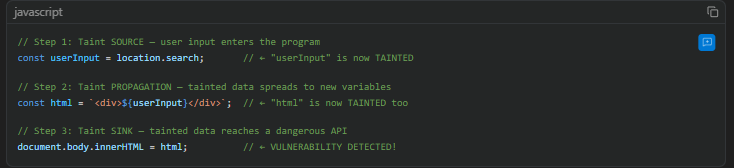 javascript
// Step 1: Taint SOURCE — user input enters the program
const userInput = location.search;       // ← "userInput" is now TAINTED
// Step 2: Taint PROPAGATION — tainted data spreads to new variables
const html = `<div>${userInput}</div>`;  // ← "html" is now TAINTED too
// Step 3: Taint SINK — tainted data reaches a dangerous API
document.body.innerHTML = html;          // ← VULNERABILITY DETECTED!